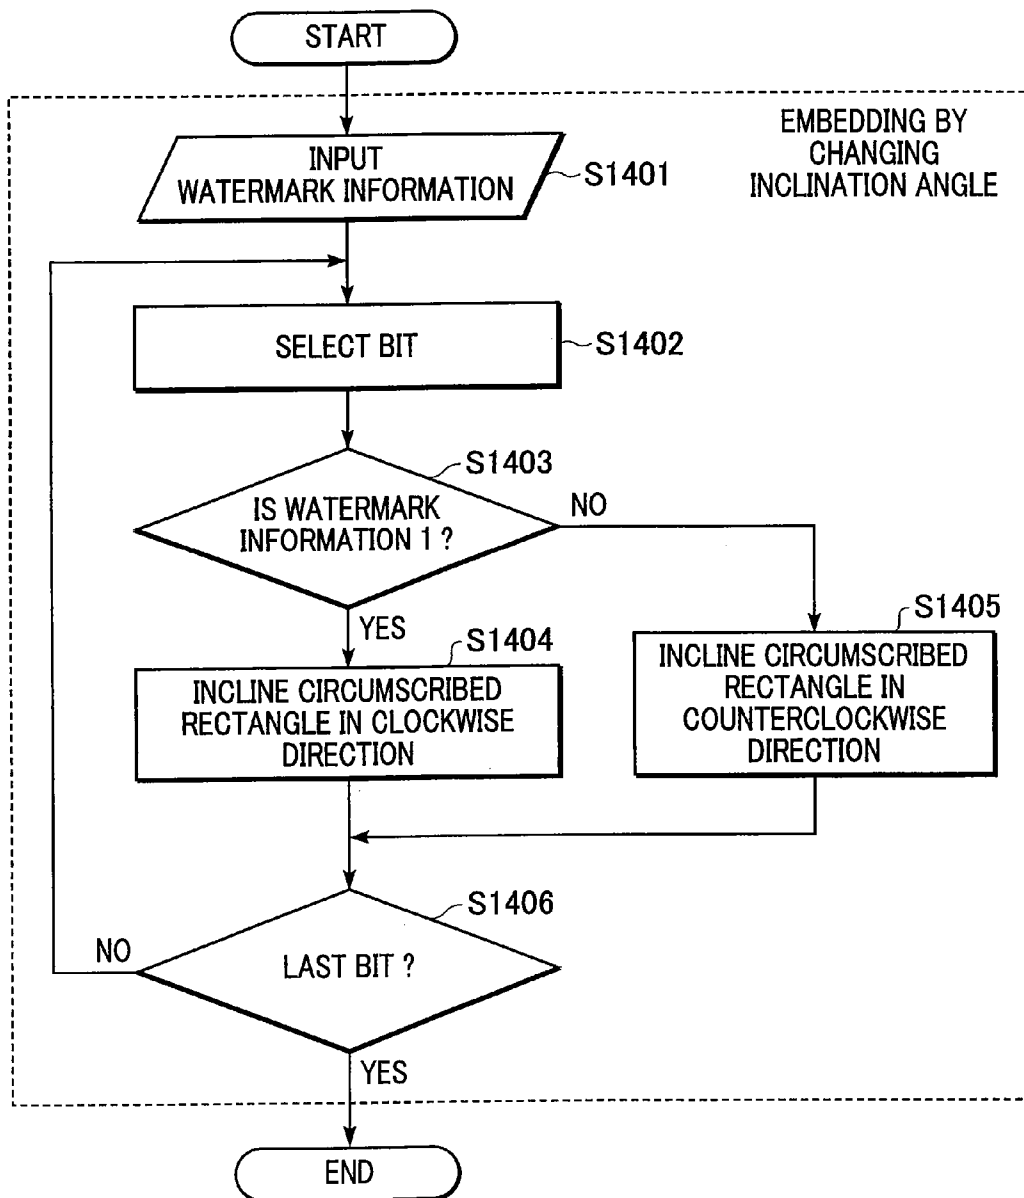 START
EMBEDDING BY
CHANGING
INCLINATION ANGLE
INPUT
WATERMARK INFORMATION
S1401
SELECT BIT
S1402
S1403
IS WATERMARK
INFORMATION 1 ?
NO
YES
S1404
INCLINE CIRCUMSCRIBED
RECTANGLE IN CLOCKWISE
DIRECTION
S1405
INCLINE CIRCUMSCRIBED
RECTANGLE IN
COUNTERCLOCKWISE
DIRECTION
S1406
LAST BIT ?
NO
YES
END